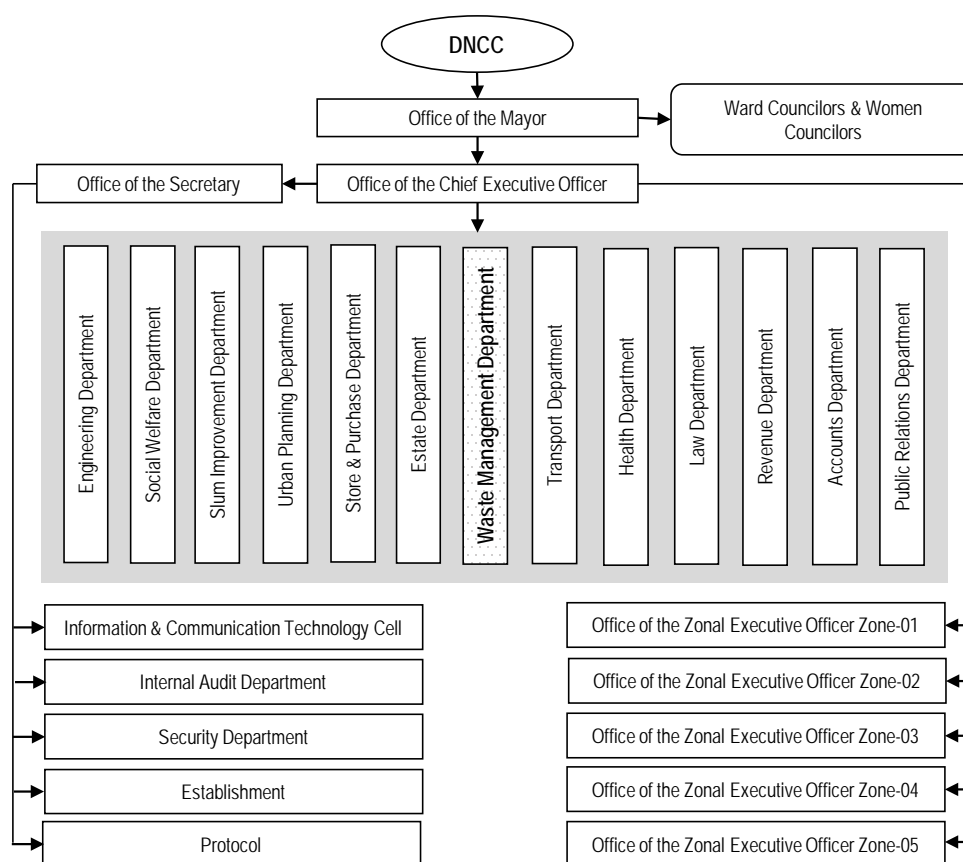 DNCC
Office of the Mayor
Ward Councilors & Women
Councilors
Office of the Secretary
Office of the Chief Executive Officer
Engineering Department
Social Welfare Department
Slum Improvement Department
Urban Planning Department
Store & Purchase Department
Estate Department
Waste Management Department
Transport Department
Health Department
Law Department
Revenue Department
Accounts Department
Public Relations Department
Information & Communication Technology Cell
Internal Audit Department
Security Department
Establishment
Protocol
Office of the Zonal Executive Officer Zone-01
Office of the Zonal Executive Officer Zone-02
Office of the Zonal Executive Officer Zone-03
Office of the Zonal Executive Officer Zone-04
Office of the Zonal Executive Officer Zone-05